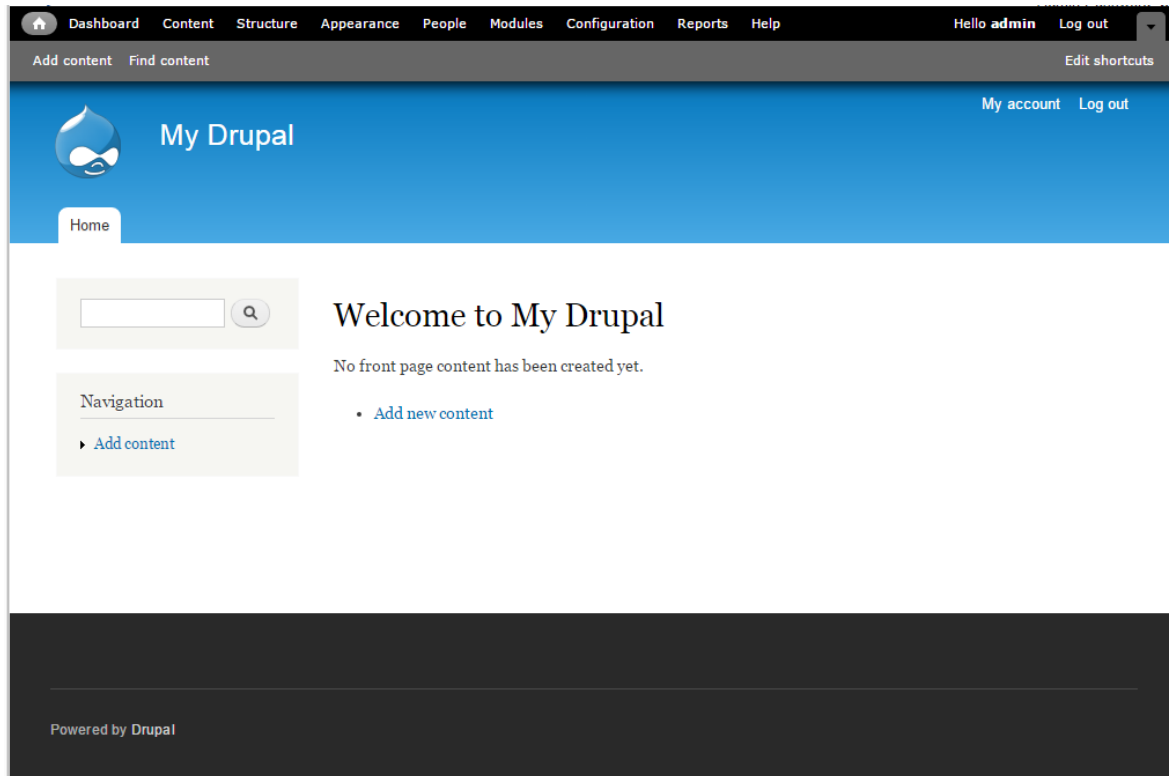 Dashboard Content Structure Appearance People Modules Configuration Reports Help Hello admin Log out
Add content Find content Edit shortcuts
My account Log out
My Drupal
Home
Welcome to My Drupal
No front page content has been created yet.
Navigation
Add new content
Add content
Powered by Drupal